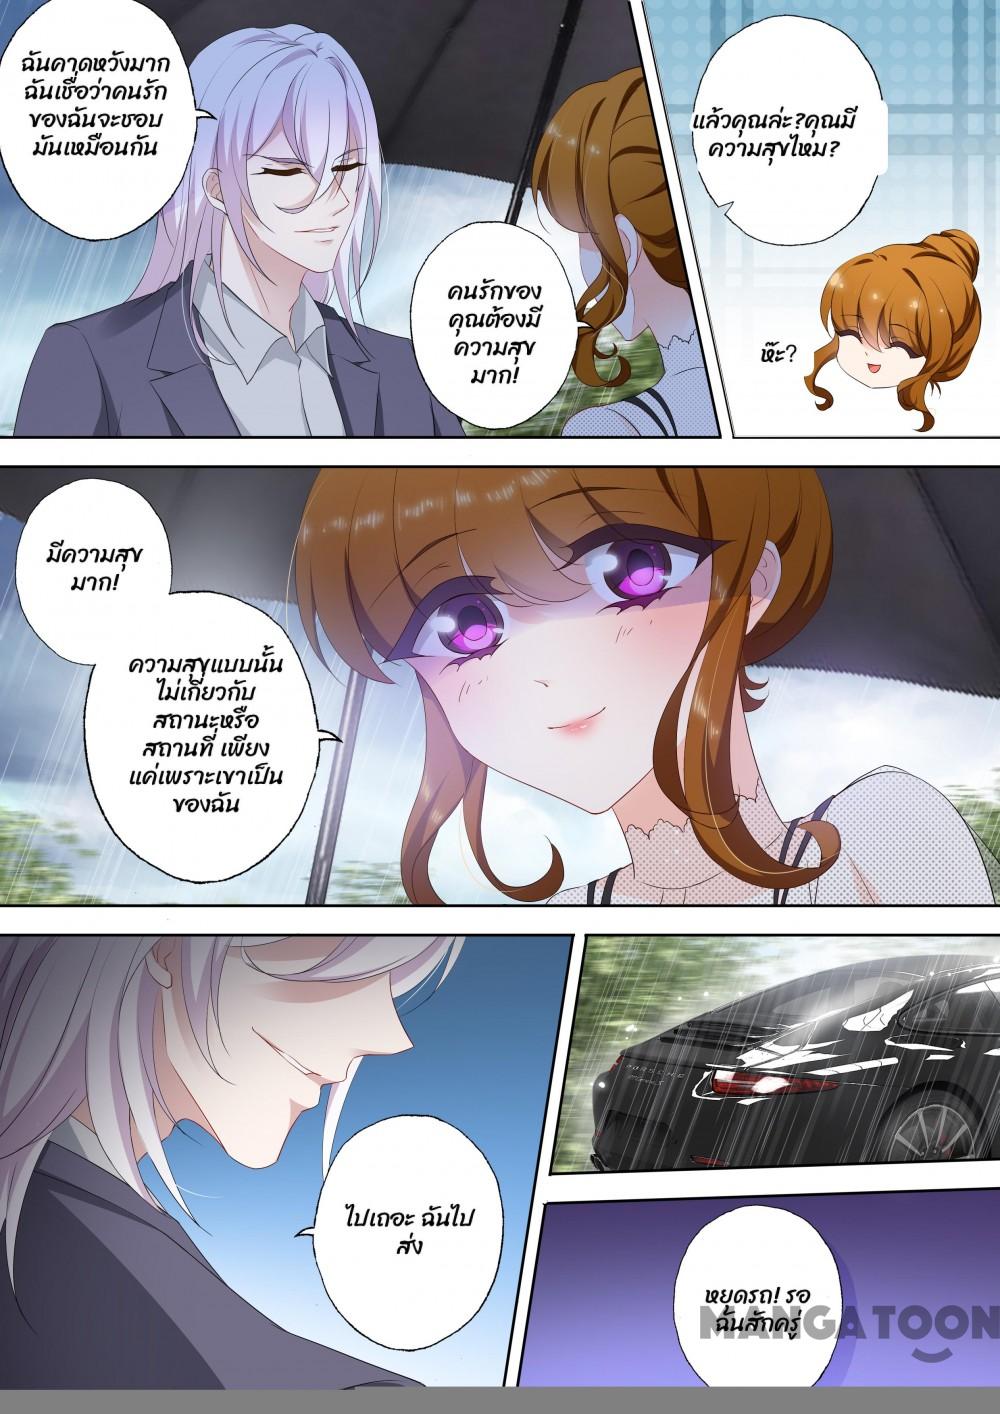 ฉันคาดหวังมาก
ฉันเชื่อว่าคนรัก
ของฉันจะชอบ
มันเหมือนกัน
คนรักของ
คุณต้องมี
ความสุข
มาก!
แล้วคุณล่ะ?คุณมี
ความสุขไหม?
ห๊ะ?
มีความสุข
มาก!
ความสุขแบบนั้น
ไม่เกี่ยวกับ
สถานะหรือ
สถานที่ เพียง
แค่เพราะเขาเป็น
ของฉัน
PORSCHE
ไปเถอะ ฉันไป
ส่ง
หยุดรถ! รอ
ฉันสักครู่
MANGATOON